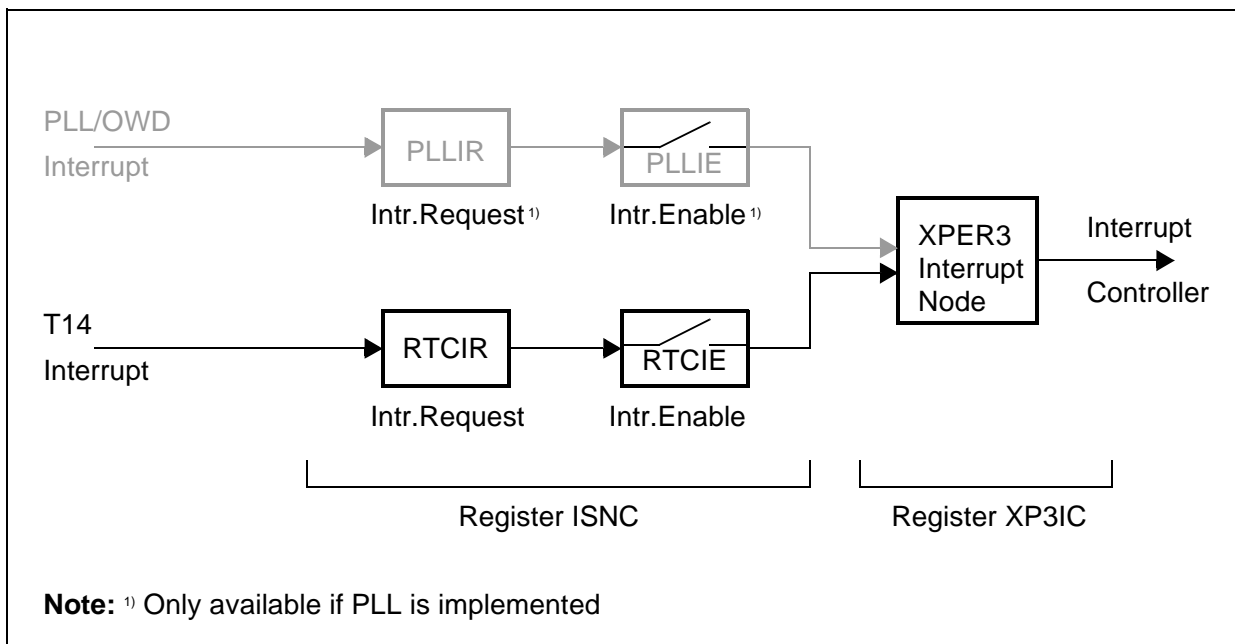 PLL/OWD
Interrupt
PLLIR
PLLIE
Intr.Request 1)
Intr.Enable 1)
XPER3
Interrupt
Node
Interrupt
Controller
T14
Interrupt
RTCIR
RTCIE
Intr.Request
Intr.Enable
Register ISNC
Register XP3IC
Note: 1) Only available if PLL is implemented